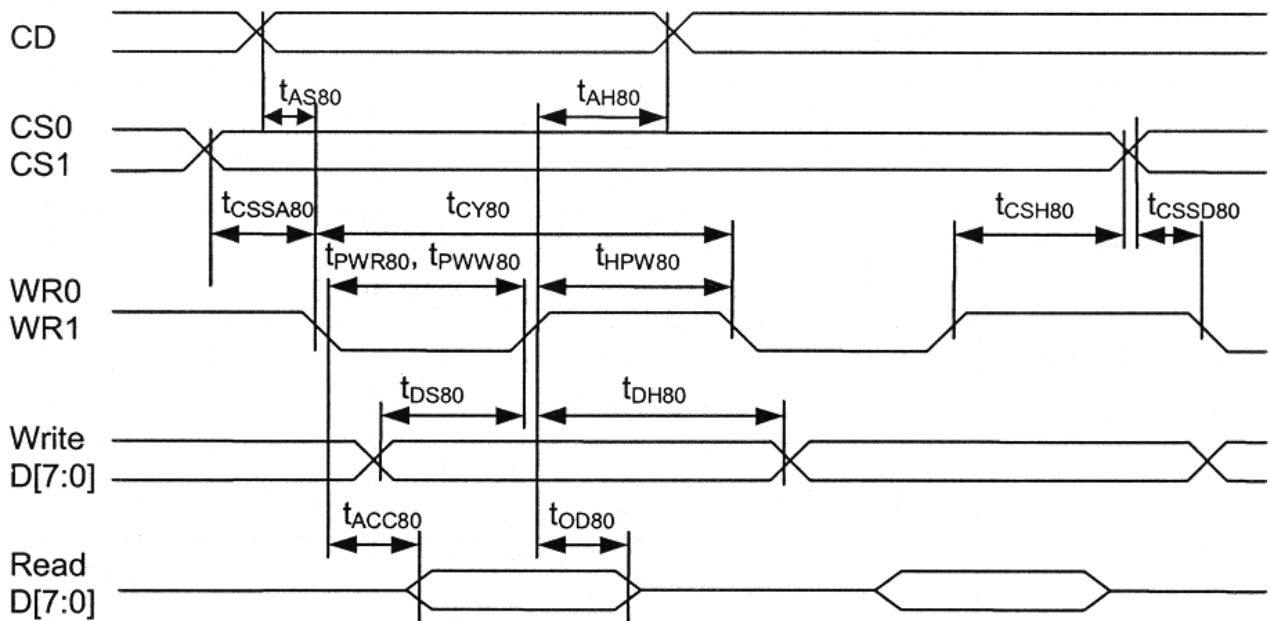 CD
tAS80
tAH80
CS0
CS1
tCSSA80
tCY80
tCSH80
tCSSD80
tPWR80, tPWW80
tHPW80
WR0
WR1
tDS80
tDH80
Write
D[7:0]
tACC80
tOD80
Read
D[7:0]